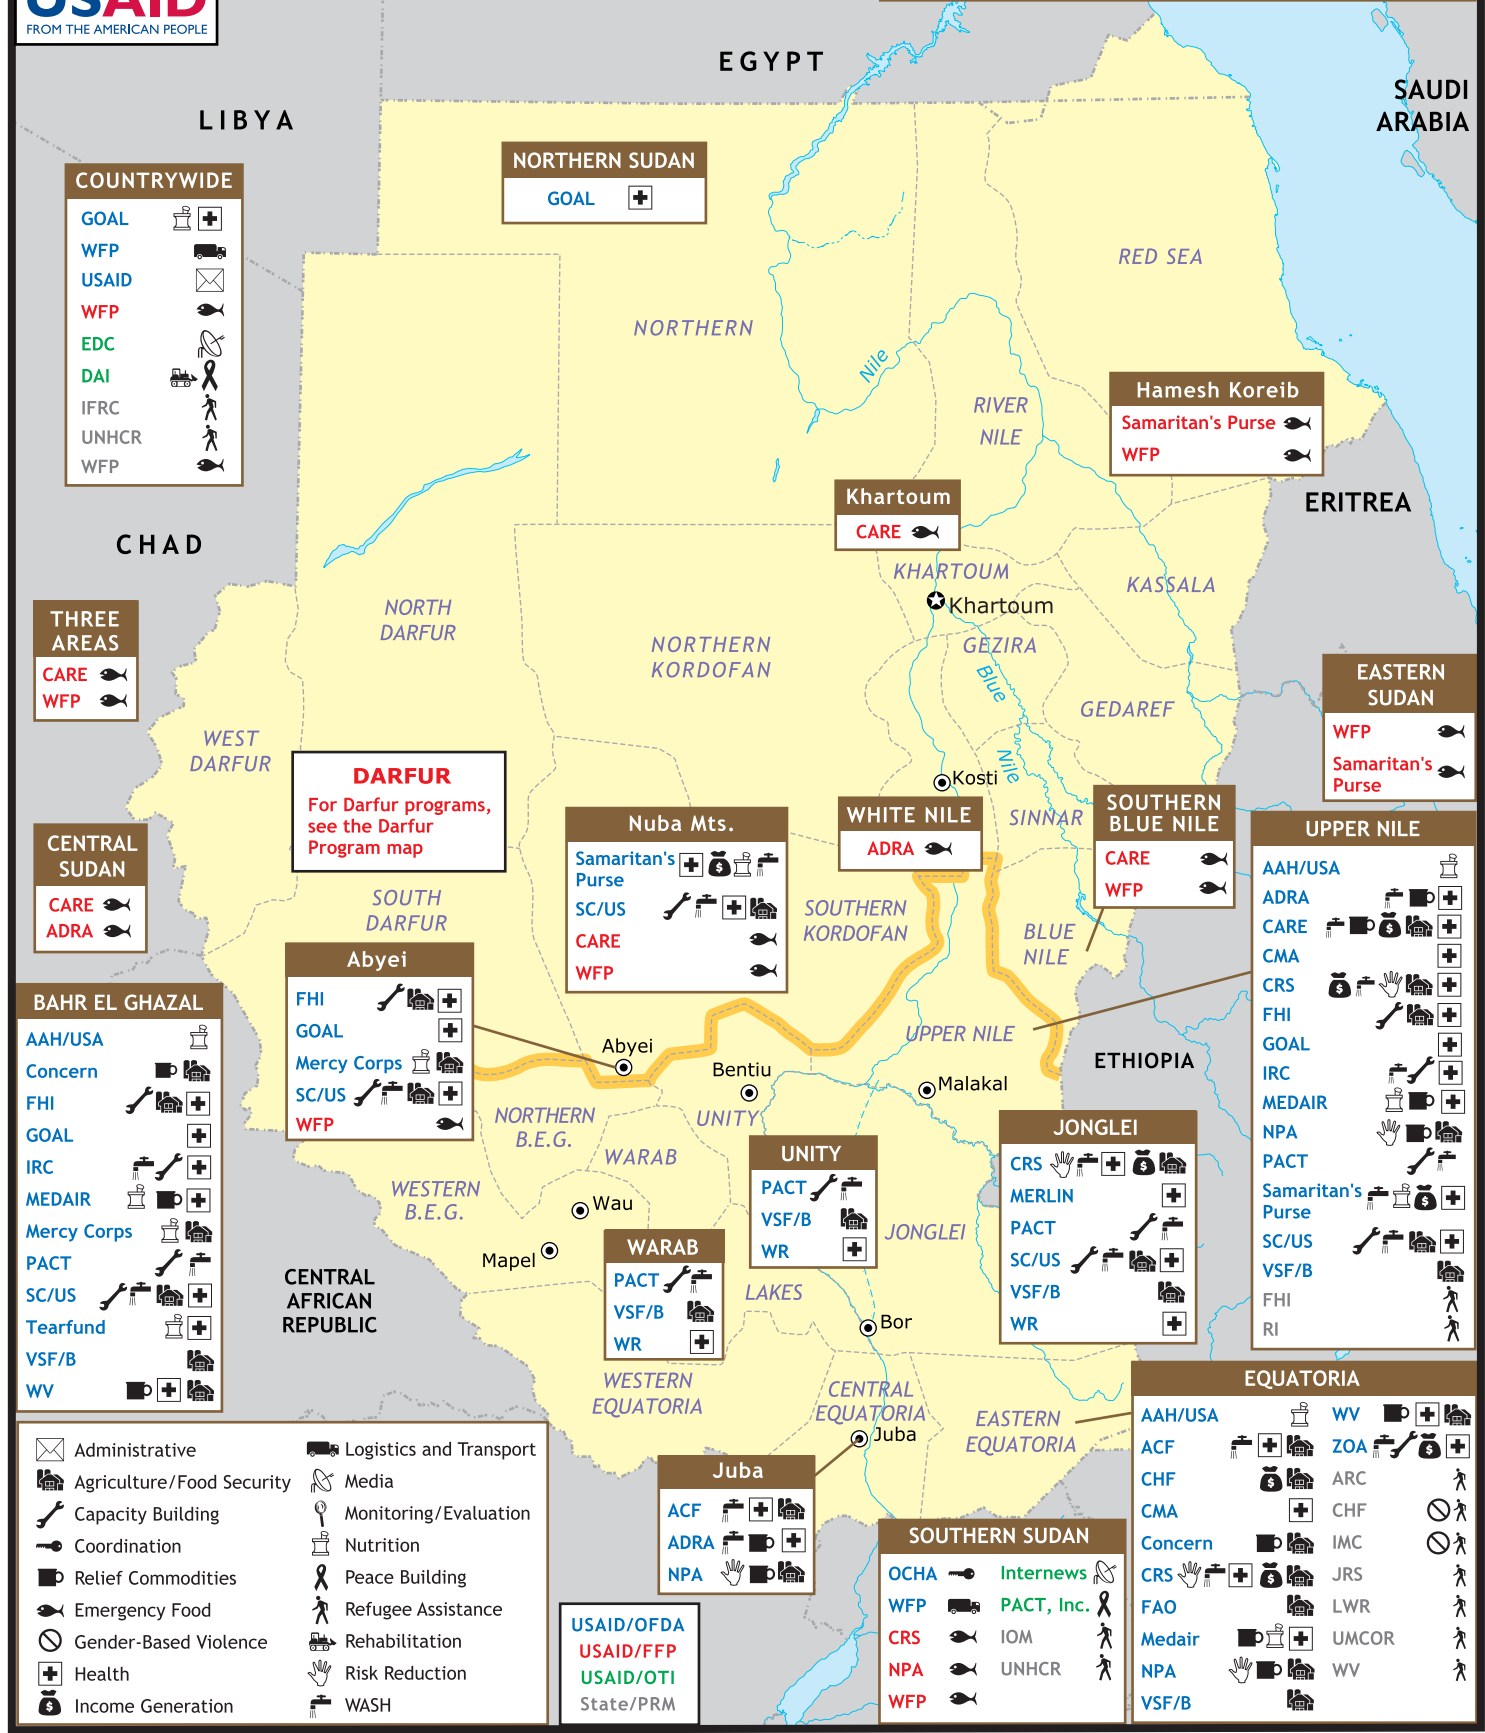 USAID
FROM THE AMERICAN PEOPLE
EGYPT
LIBYA
SAUDI
ARABIA
COUNTRYWIDE
GOAL
WFP
USAID
WFP
EDC
DAI
IFRC
UNHCR
WFP
NORTHERN SUDAN
GOAL
RED SEA
NORTHERN
Nile
RIVER
NILE
Hamesh Koreib
Samaritan's Purse
WFP
Khartoum
CARE
ERITREA
CHAD
KHARTOUM
Khartoum
KASSALA
THREE
AREAS
CARE
WFP
NORTH
DARFUR
NORTHERN
KORDOFAN
GEZIRA
Blue
Nile
GEDAREF
EASTERN
SUDAN
WFP
Samaritan's
Purse
WEST
DARFUR
DARFUR
For Darfur programs,
see the Darfur
Program map
Kosti
WHITE NILE
ADRA
SINNAR
SOUTHERN
BLUE NILE
CARE
WFP
Nuba Mts.
Samaritan's
Purse
SC/US
CARE
WFP
CENTRAL
SUDAN
CARE
ADRA
SOUTH
DARFUR
SOUTHERN
KORDOFAN
BLUE
NILE
UPPER NILE
AAH/USA
ADRA
CARE
CMA
CRS
FHI
GOAL
IRC
MEDAIR
NPA
PACT
Samaritan's
Purse
SC/US
VSF/B
FHI
RI
Abyei
FHI
GOAL
Mercy Corps
SC/US
WFP
BAHR EL GHAZAL
AAH/USA
Concern
FHI
GOAL
IRC
MEDAIR
Mercy Corps
PACT
SC/US
Tearfund
VSF/B
WV
UPPER NILE
Abyei
Bentiu
Malakal
ETHIOPIA
NORTHERN
B.E.G.
UNITY
WARAB
WESTERN
B.E.G.
Wau
Mapel
UNITY
PACT
VSF/B
WR
JONGLEI
JONGLEI
CRS
MERLIN
PACT
SC/US
VSF/B
WR
WARAB
PACT
VSF/B
WR
CENTRAL
AFRICAN
REPUBLIC
LAKES
Bor
WESTERN
EQUATORIA
CENTRAL
EQUATORIA
Juba
EASTERN
EQUATORIA
EQUATORIA
AAH/USA
ACF
CHF
CMA
Concern
CRS
FAO
Medair
NPA
VSF/B
WV
ZOA
ARC
CHF
IMC
JRS
LWR
UMCOR
WV
Juba
ACF
ADRA
NPA
SOUTHERN SUDAN
OCHA
WFP
CRS
NPA
WFP
Internews
PACT, Inc.
IOM
UNHCR
Administrative
Agriculture/Food Security
Capacity Building
Coordination
Relief Commodities
Emergency Food
Gender-Based Violence
Health
Income Generation
Logistics and Transport
Media
Monitoring/Evaluation
Nutrition
Peace Building
Refugee Assistance
Rehabilitation
Risk Reduction
WASH
USAID/OFDA
USAID/FFP
USAID/OTI
State/PRM